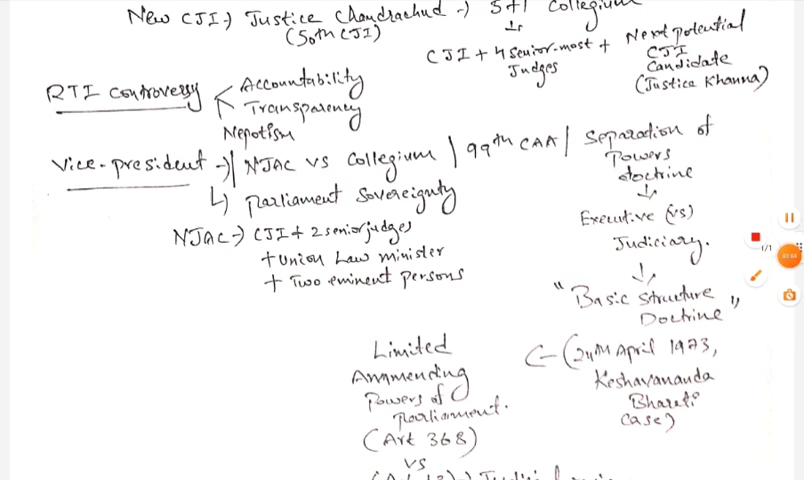 New CJI → Justice Chandrachud → 5+1 Collegium
(50th CJI)
CJI + 4 senior-most + Judges
Next potential
CJI
Candidate
(Justice Khanna)
RTI Controversy
Accountability
Transparency
Nepotism
Vice-president → | NJAC vs Collegium | 99th CAA | Separation of
Powers
doctrine
↳ Parliament Sovereignty
Executive (vs)
Judiciary.
NJAC → CJI + 2 senior judges
+ Union Law minister
+ Two eminent persons
"Basic Structure
Doctrine"
← (24th April 1973,
Keshavananda
Bharati
Case)
Limited
Ammending
Powers of
Parliament.
(Art 368)
vs
1/1